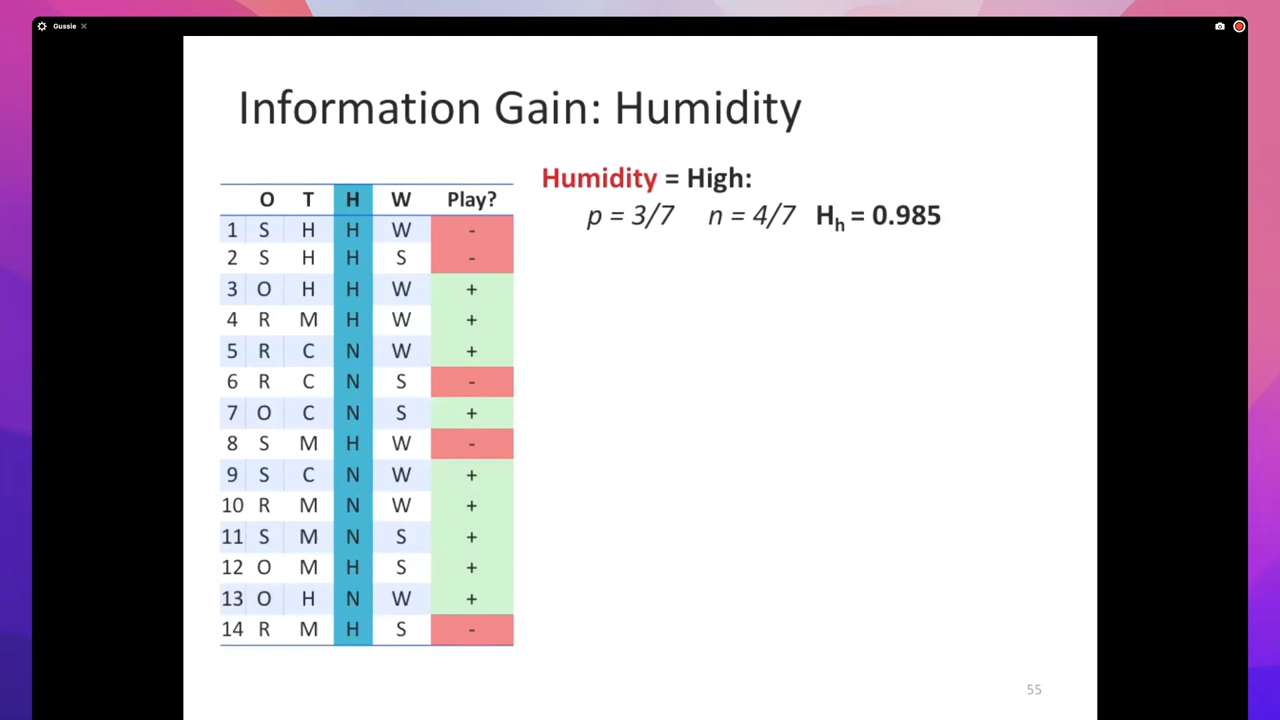 Gussie
Information Gain: Humidity
Humidity = High:
p = 3/7 n = 4/7 Hh = 0.985
O T H W Play?
1 S H H W -
2 S H H S -
3 O H H W +
4 R M H W +
5 R C N W +
6 R C N S -
7 O C N S +
8 S M H W -
9 S C N W +
10 R M N W +
11 S M N S +
12 O M H S +
13 O H N W +
14 R M H S -
55